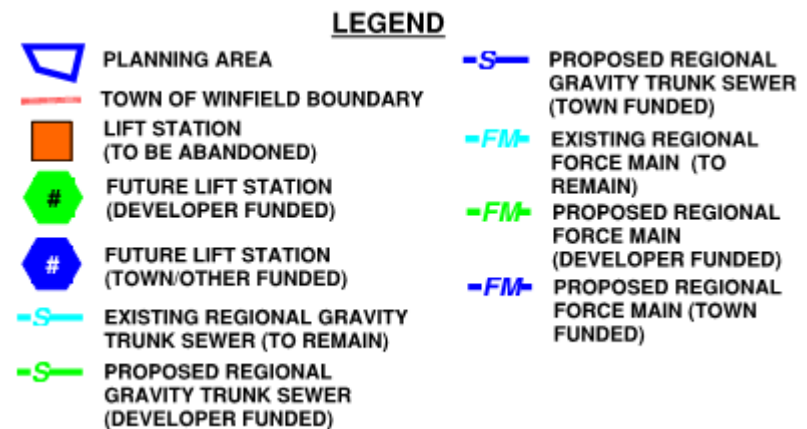 LEGEND
PLANNING AREA
TOWN OF WINFIELD BOUNDARY
LIFT STATION
(TO BE ABANDONED)
#
FUTURE LIFT STATION
(DEVELOPER FUNDED)
#
FUTURE LIFT STATION
(TOWN/OTHER FUNDED)
S
EXISTING REGIONAL GRAVITY
TRUNK SEWER (TO REMAIN)
S
PROPOSED REGIONAL
GRAVITY TRUNK SEWER
(DEVELOPER FUNDED)
S
PROPOSED REGIONAL
GRAVITY TRUNK SEWER
(TOWN FUNDED)
FM
EXISTING REGIONAL
FORCE MAIN (TO
REMAIN)
FM
PROPOSED REGIONAL
FORCE MAIN
(DEVELOPER FUNDED)
FM
PROPOSED REGIONAL
FORCE MAIN (TOWN
FUNDED)